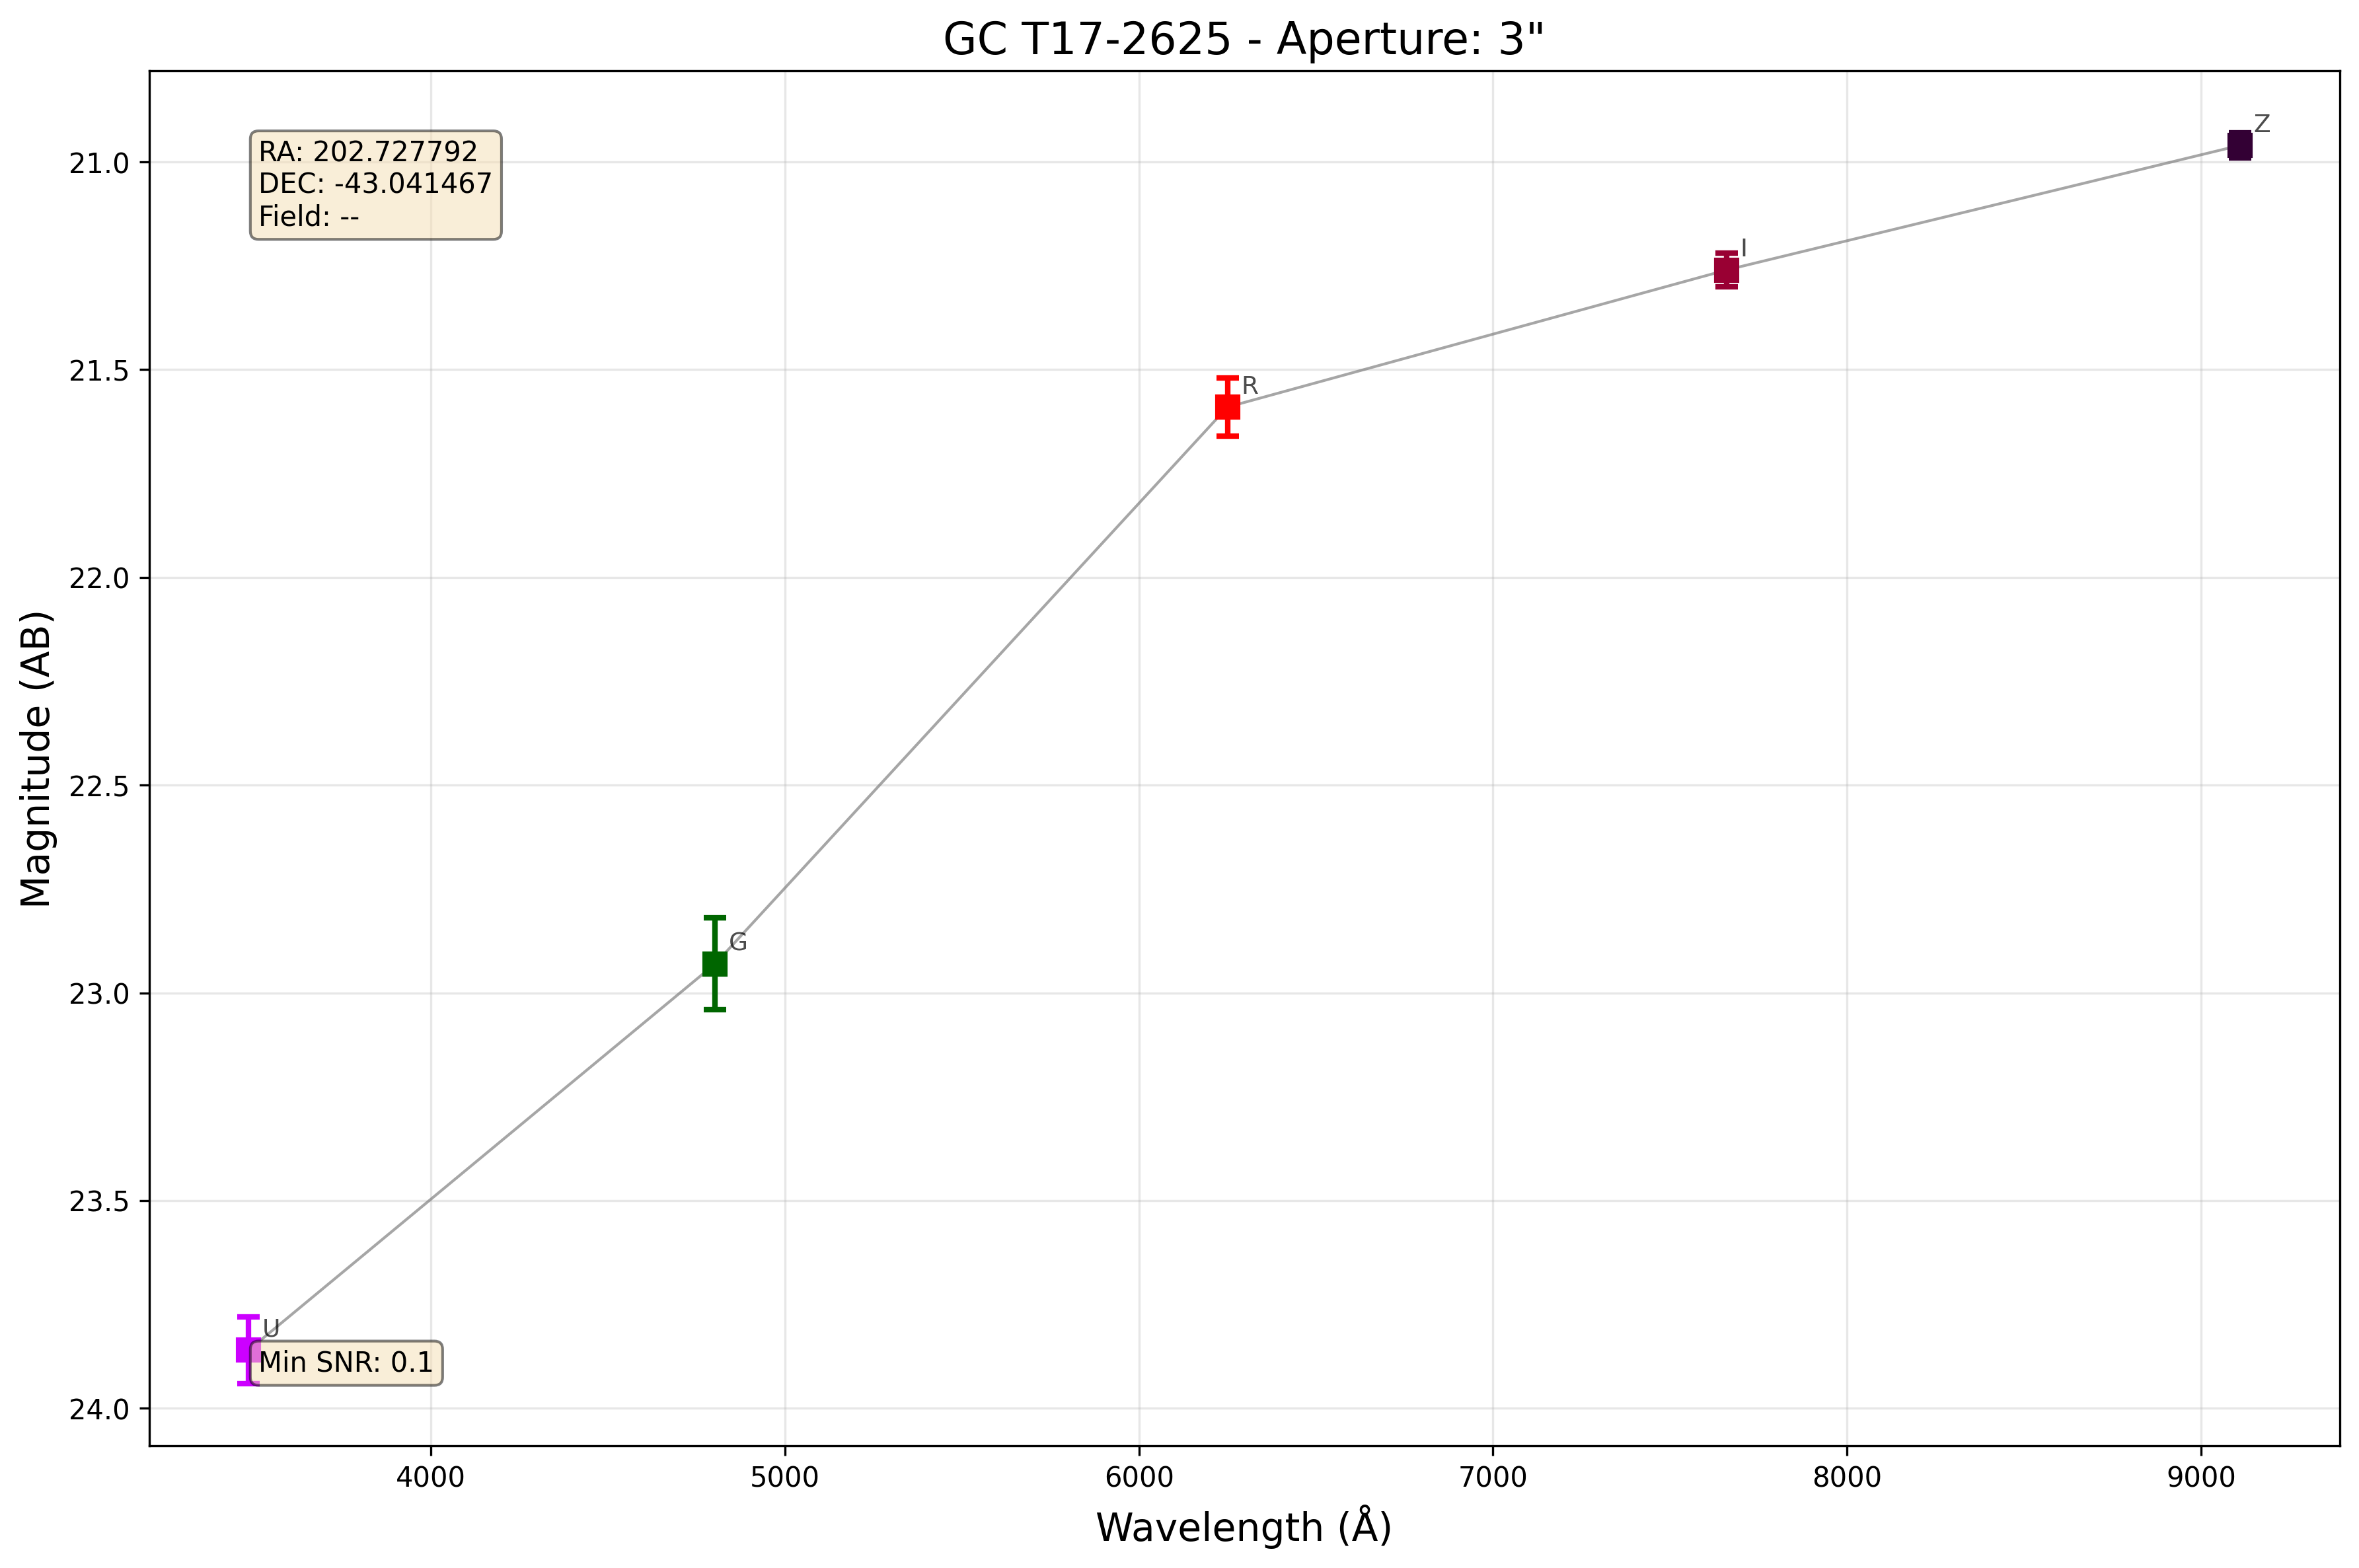 GC T17-2625 - Aperture: 3"
RA: 202.727792
DEC: -43.041467
Field: --
Z
I
R
G
U
Min SNR: 0.1
21.0
21.5
22.0
22.5
23.0
23.5
24.0
Magnitude (AB)
4000 5000 6000 7000 8000 9000
Wavelength (Å)